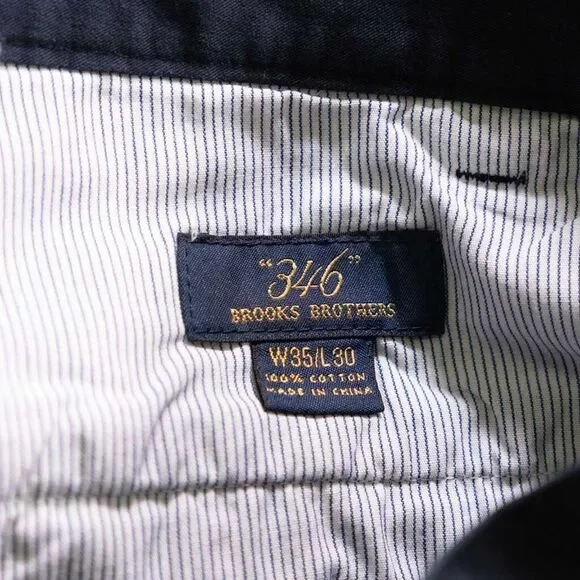 "346"
BROOKS BROTHERS
W35/L30
100% COTTON
MADE IN CHINA